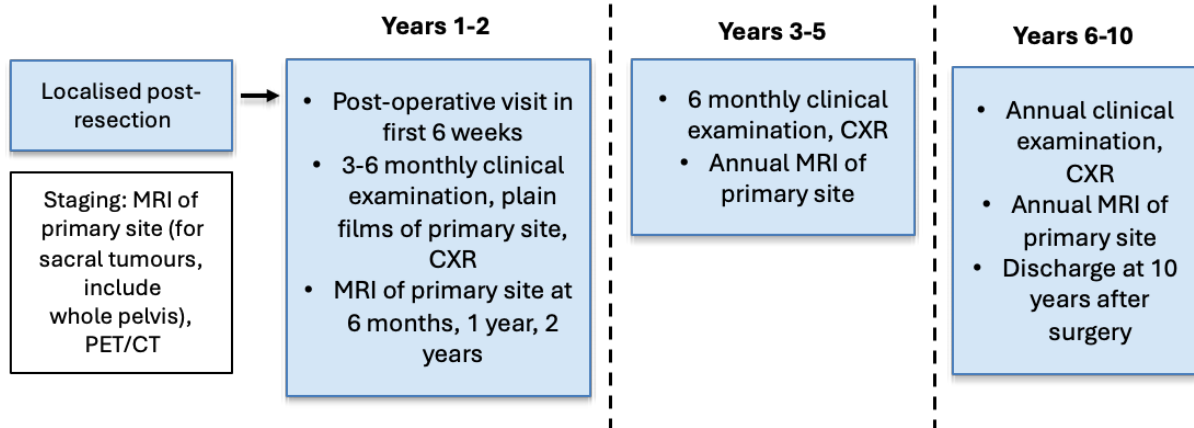 Localised post-
resection
Staging: MRI of
primary site (for
sacral tumours,
include
whole pelvis),
PET/CT
Years 1-2
• Post-operative visit in
first 6 weeks
• 3-6 monthly clinical
examination, plain
films of primary site,
CXR
• MRI of primary site at
6 months, 1 year, 2
years
Years 3-5
• 6 monthly clinical
examination, CXR
• Annual MRI of
primary site
Years 6-10
• Annual clinical
examination,
CXR
• Annual MRI of
primary site
• Discharge at 10
years after
surgery